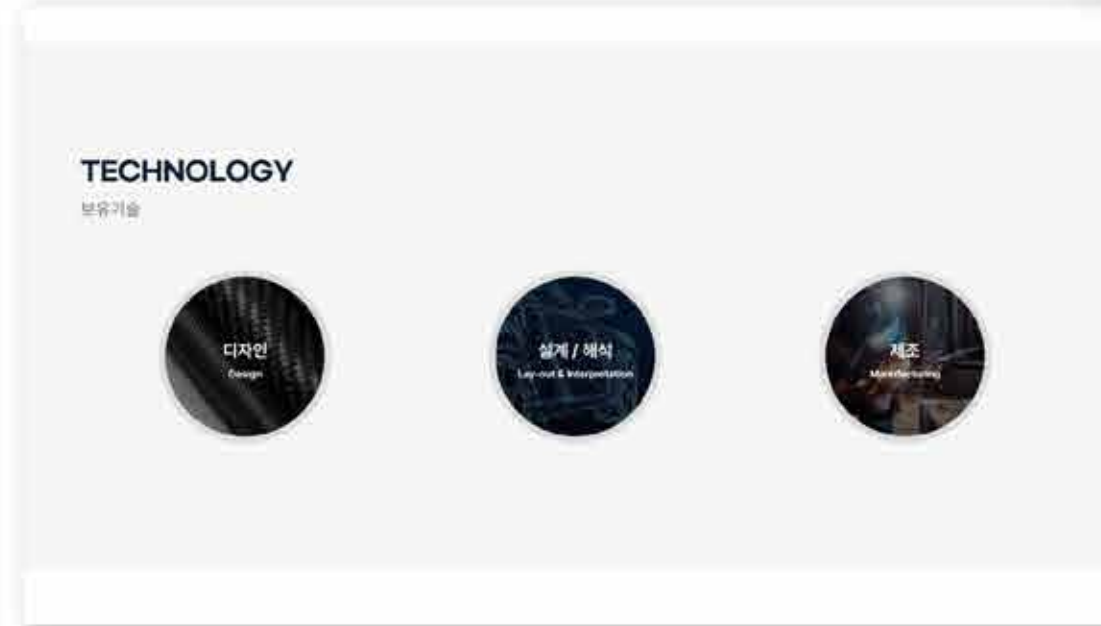 TECHNOLOGY
보유기술
디자인
Design
설계 / 해석
Lay-out & Interpretation
제조
Manufacturing